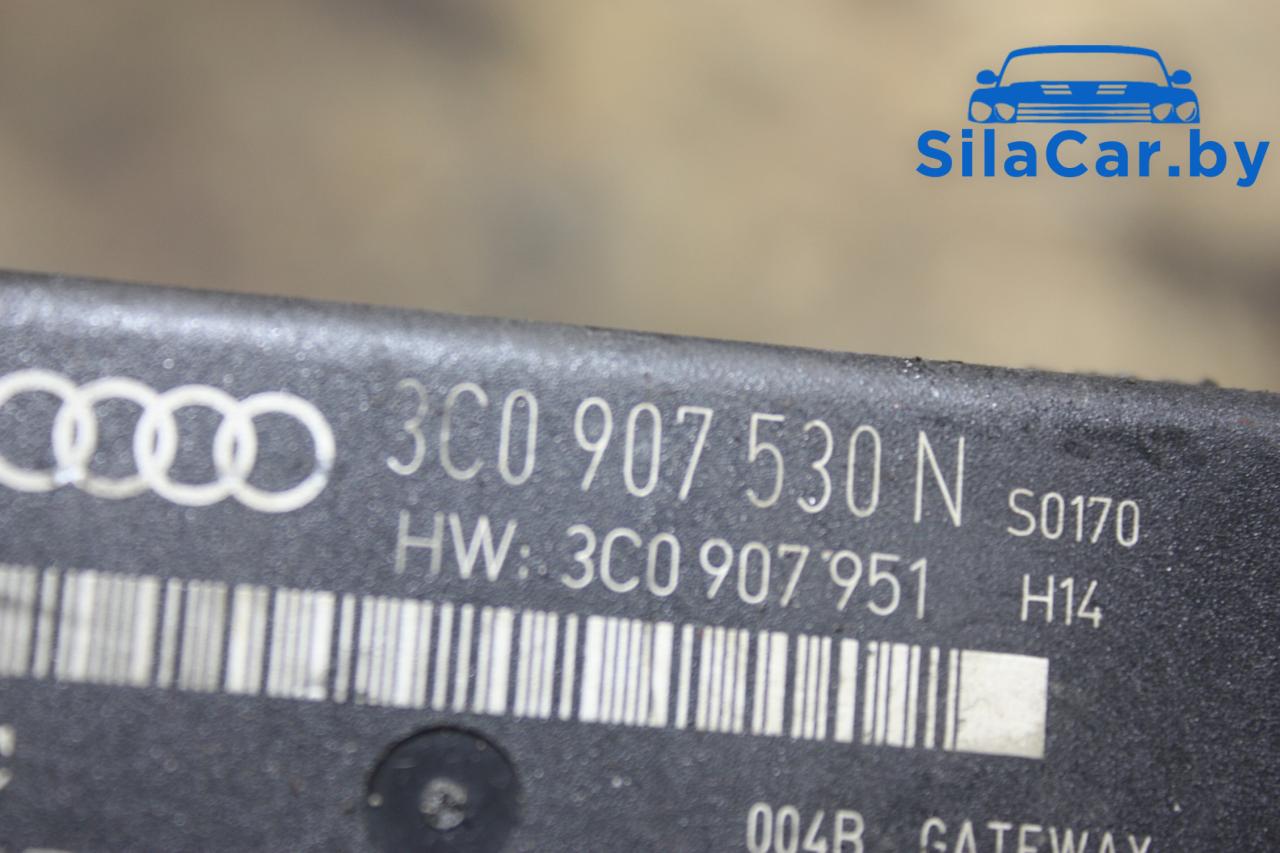 SilaCar.by
3C0 907 530 N S0170
HW: 3C0 907 951 H14
004B GATEWAY